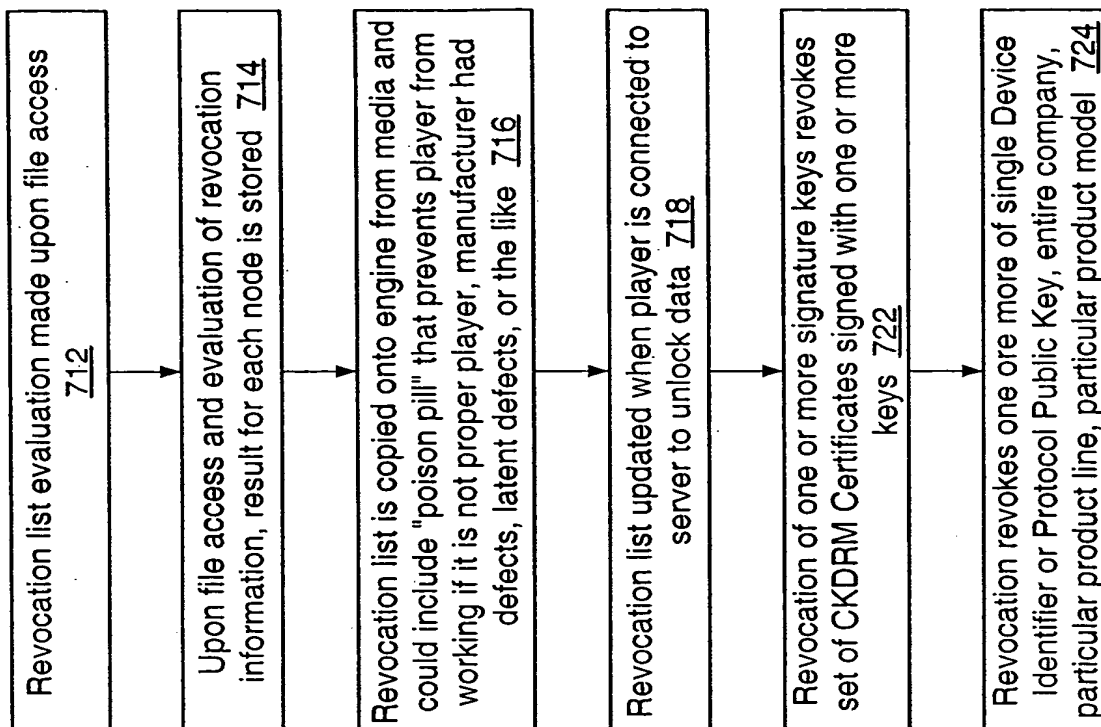 Revocation list evaluation made upon file access
712
Upon file access and evaluation of revocation
information, result for each node is stored 714
Revocation list is copied onto engine from media and
could include "poison pill" that prevents player from
working if it is not proper player, manufacturer had
defects, latent defects, or the like 716
Revocation list updated when player is connected to
server to unlock data 718
Revocation of one or more signature keys revokes
set of CKDRM Certificates signed with one or more
keys 722
Revocation revokes one ore more of single Device
Identifier or Protocol Public Key, entire company,
particular product line, particular product model 724